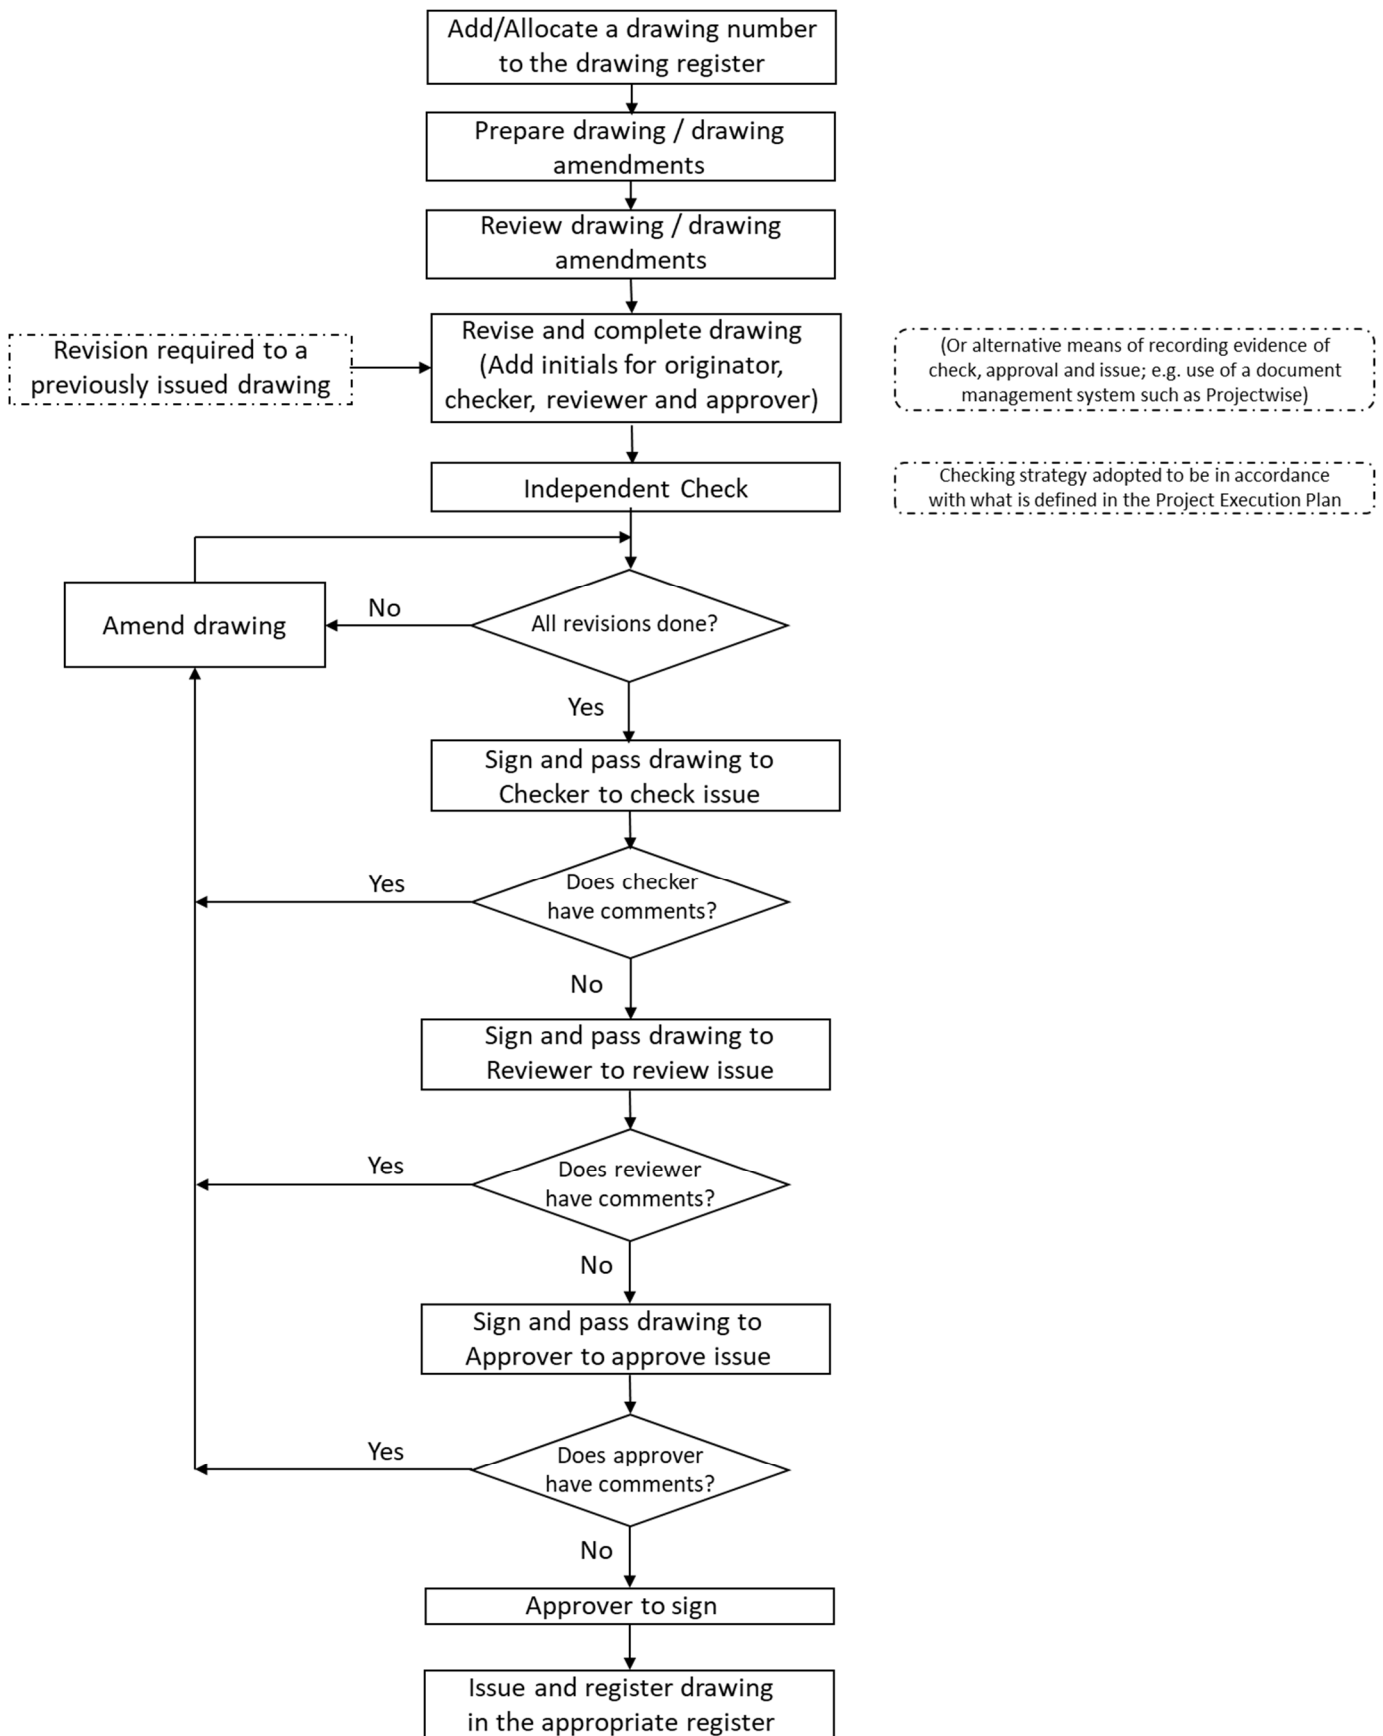 Add/Allocate a drawing number
to the drawing register
Prepare drawing / drawing
amendments
Review drawing / drawing
amendments
Revision required to a
previously issued drawing
Revise and complete drawing
(Add initials for originator,
checker, reviewer and approver)
(Or alternative means of recording evidence of
check, approval and issue; e.g. use of a document
management system such as Projectwise)
Independent Check
Checking strategy adopted to be in accordance
with what is defined in the Project Execution Plan
Amend drawing
No
All revisions done?
Yes
Sign and pass drawing to
Checker to check issue
Yes
Does checker
have comments?
No
Sign and pass drawing to
Reviewer to review issue
Yes
Does reviewer
have comments?
No
Sign and pass drawing to
Approver to approve issue
Yes
Does approver
have comments?
No
Approver to sign
Issue and register drawing
in the appropriate register